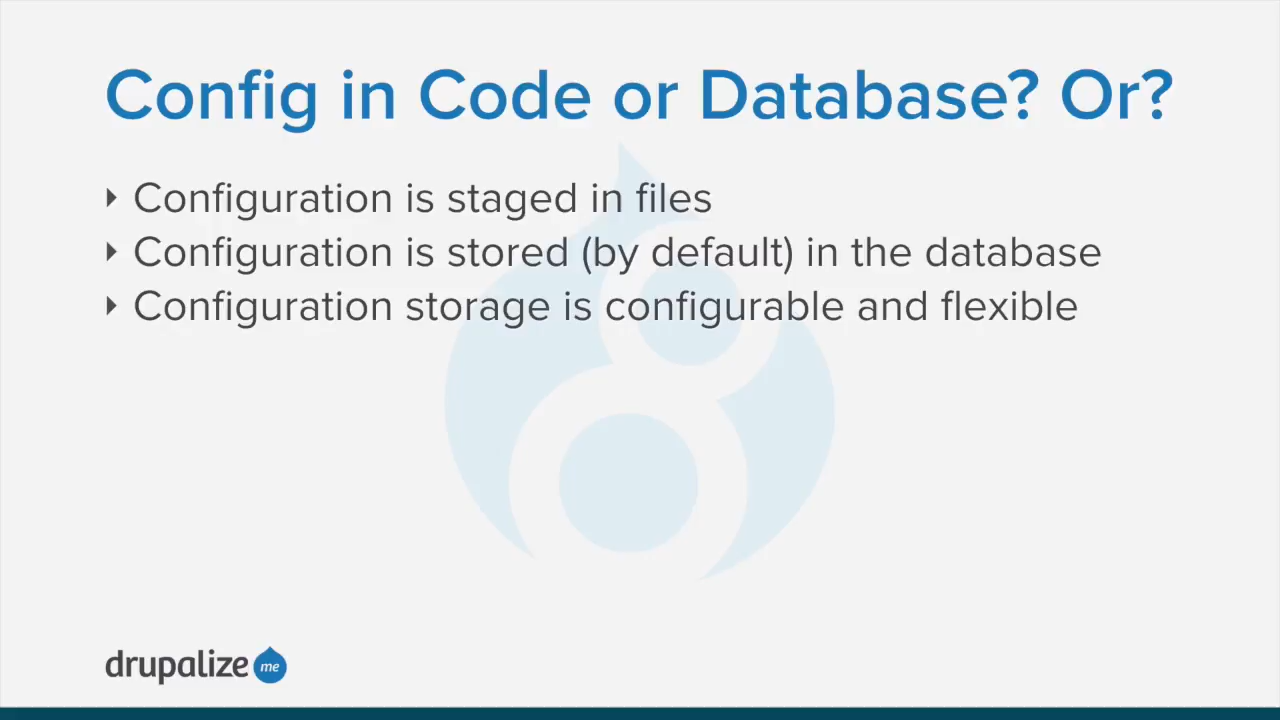 Config in Code or Database? Or?
Configuration is staged in files
Configuration is stored (by default) in the database
Configuration storage is configurable and flexible
drupalize me